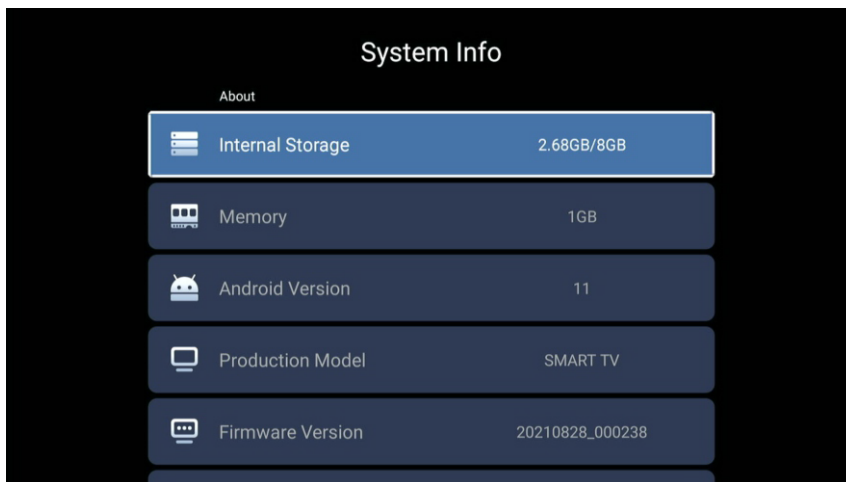 System Info
About
Internal Storage 2.68GB/8GB
Memory 1GB
Android Version 11
Production Model SMART TV
Firmware Version 20210828_000238